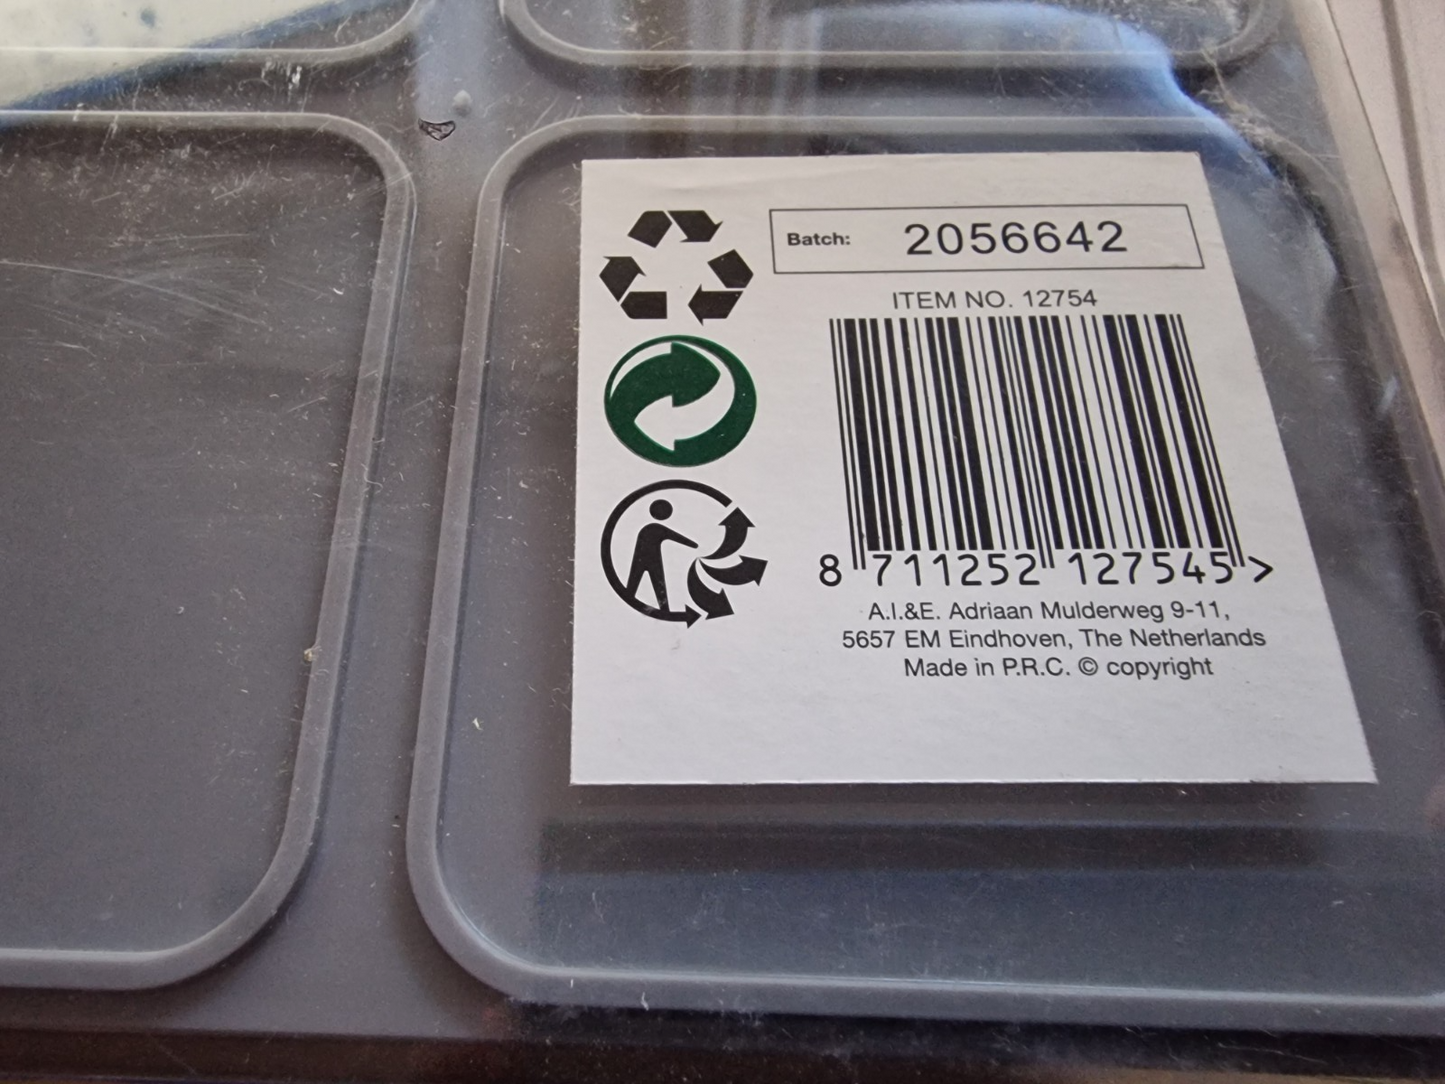 Batch: 2056642
ITEM NO. 12754
8 711252 127545 >
A.I.&E. Adriaan Mulderweg 9-11,
5657 EM Eindhoven, The Netherlands
Made in P.R.C. © copyright